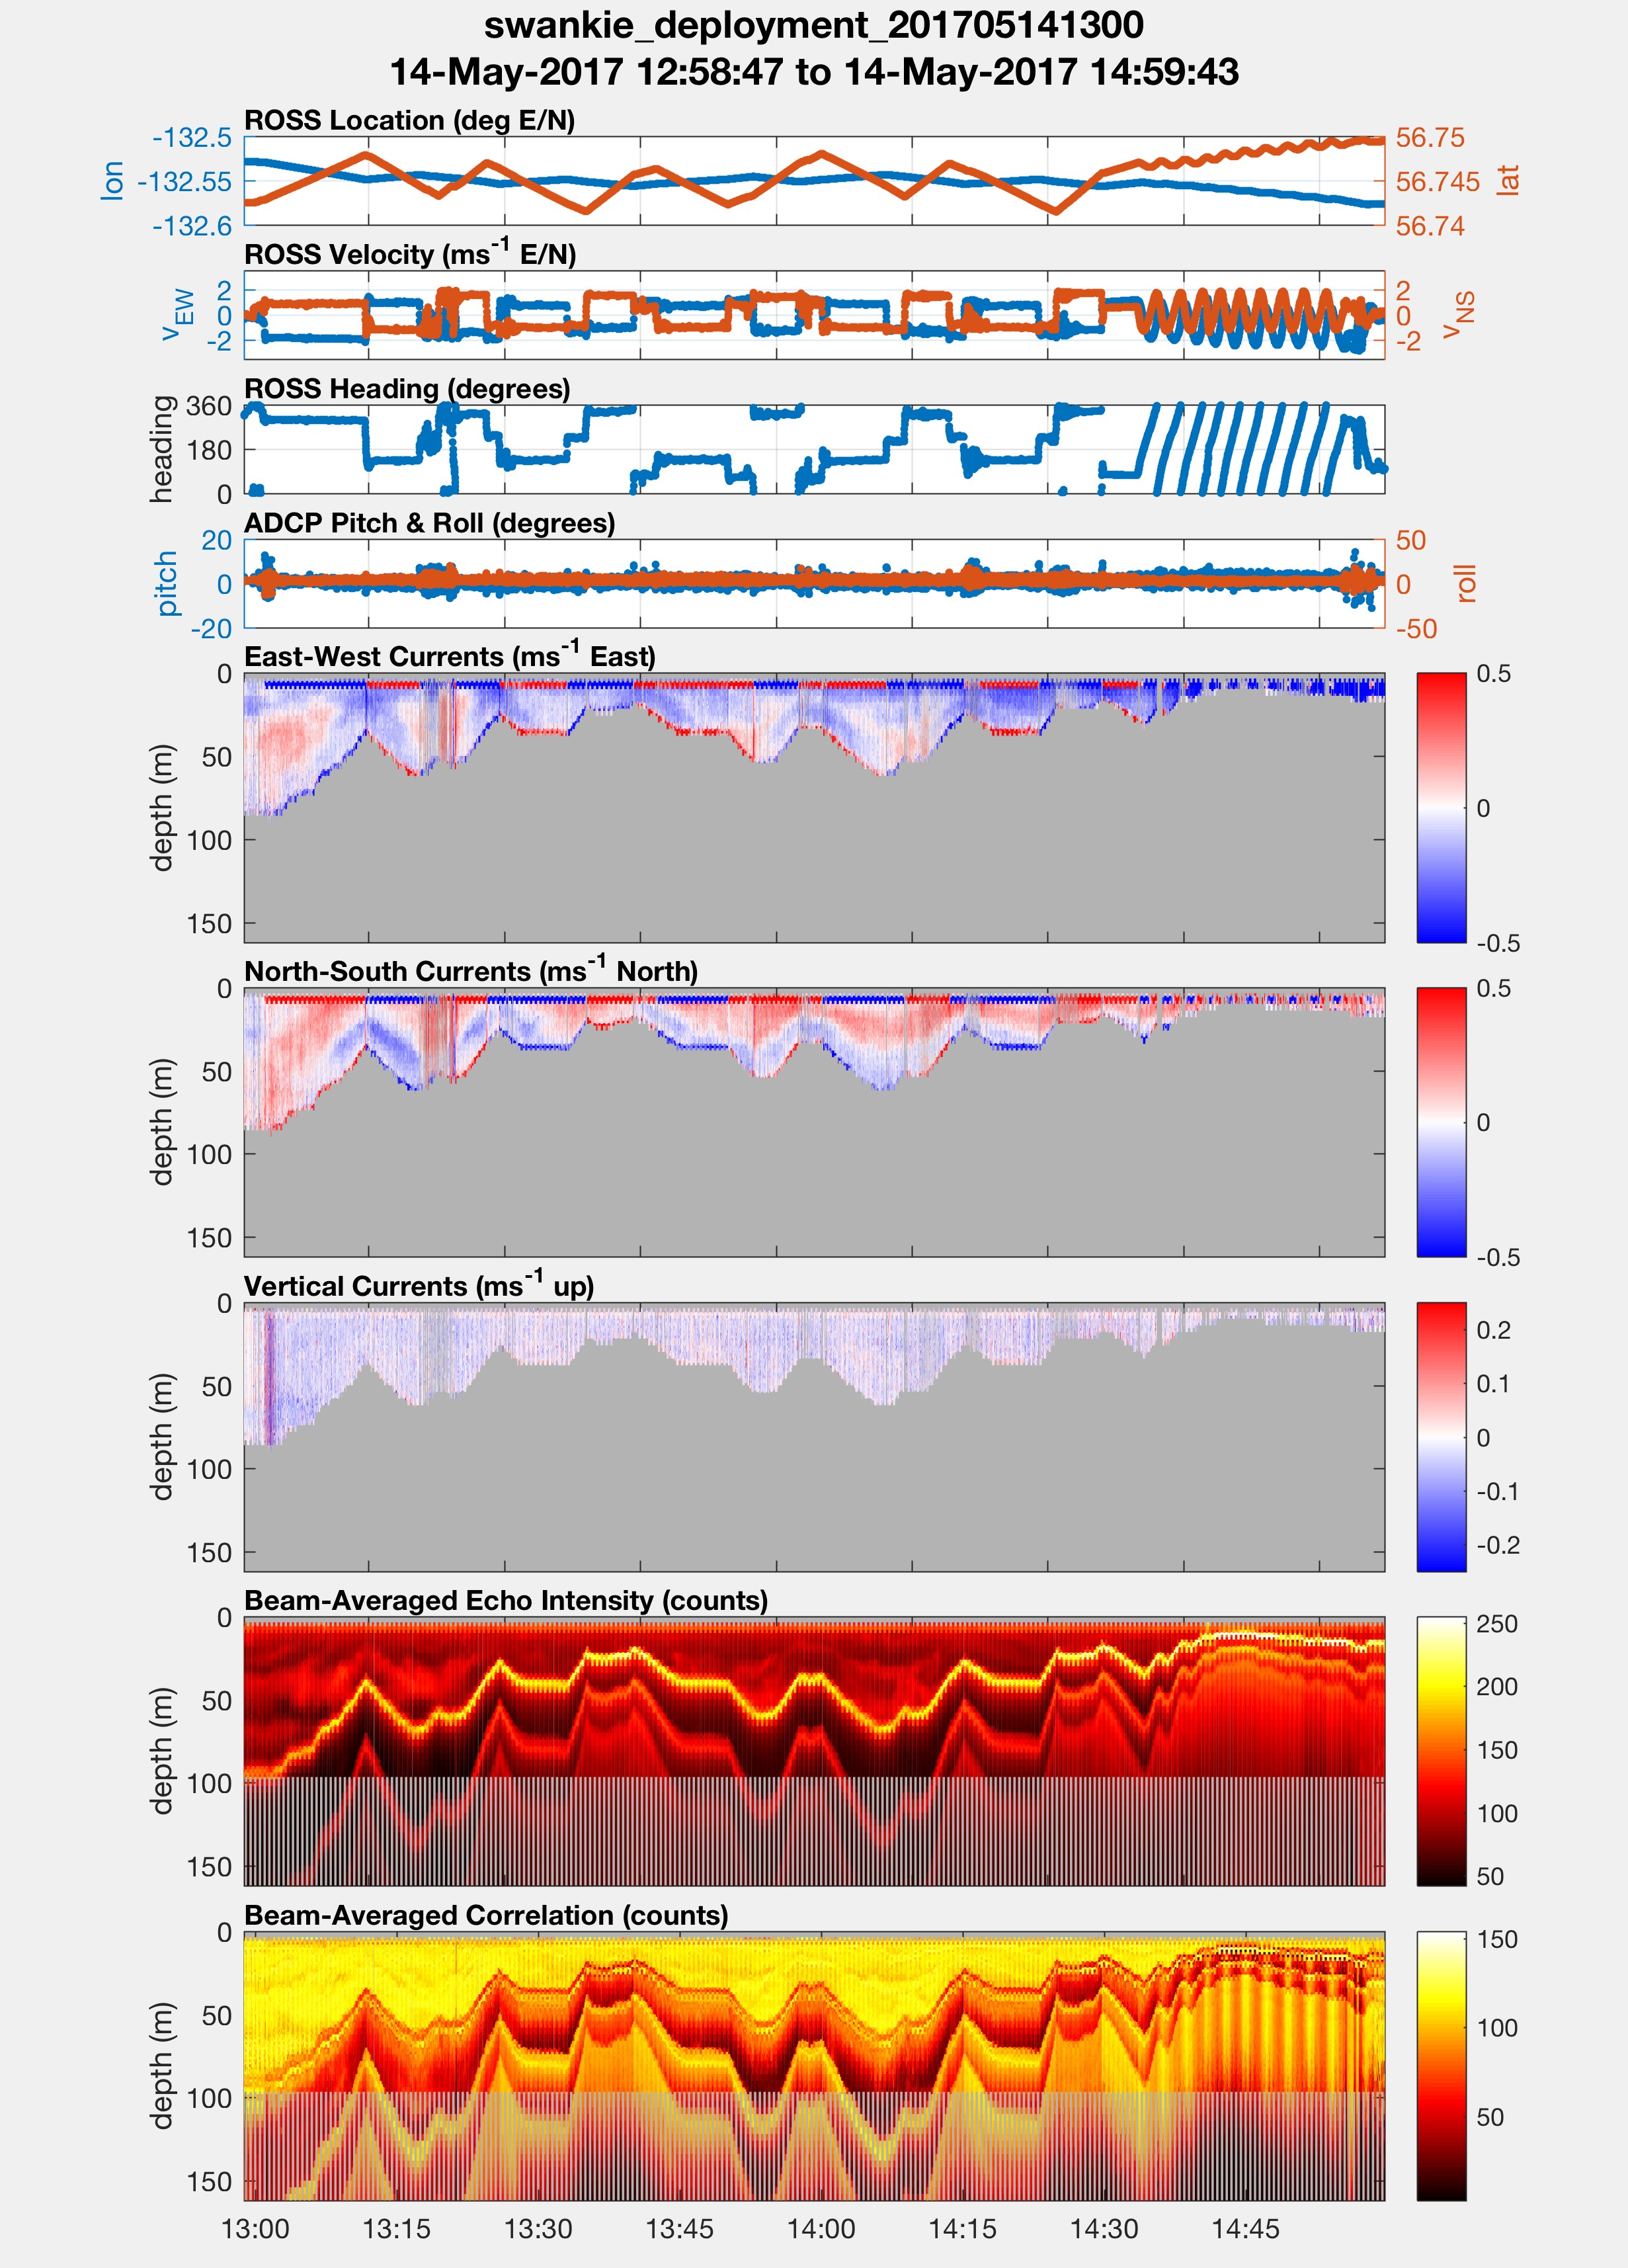 swankie_deployment_201705141300
14-May-2017 12:58:47 to 14-May-2017 14:59:43
ROSS Location (deg E/N)
-132.5
-132.55
-132.6
lon
56.75
56.745
56.74
lat
ROSS Velocity (ms-1 E/N)
2
0
-2
vEW
2
0
-2
vNS
ROSS Heading (degrees)
360
180
0
heading
ADCP Pitch & Roll (degrees)
20
0
-20
pitch
50
0
-50
roll
East-West Currents (ms-1 East)
0
50
100
150
depth (m)
0.5
0
-0.5
North-South Currents (ms-1 North)
0
50
100
150
depth (m)
0.5
0
-0.5
Vertical Currents (ms-1 up)
0
50
100
150
depth (m)
0.2
0.1
0
-0.1
-0.2
Beam-Averaged Echo Intensity (counts)
0
50
100
150
depth (m)
250
200
150
100
50
Beam-Averaged Correlation (counts)
0
50
100
150
depth (m)
150
100
50
13:00 13:15 13:30 13:45 14:00 14:15 14:30 14:45